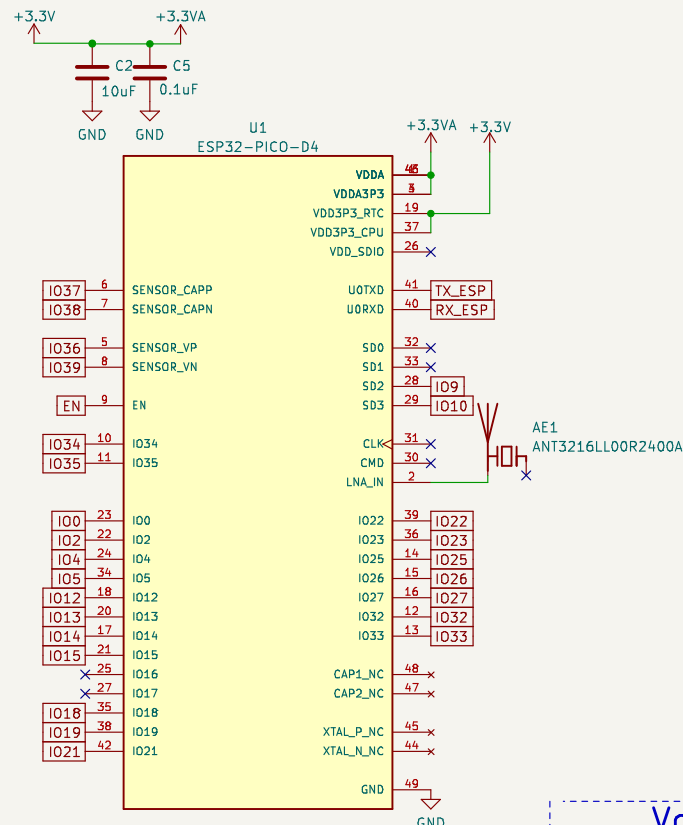 +3.3V
+3.3VA
C2
C5
10uF
0.1uF
GND
GND
U1
ESP32-PICO-D4
+3.3VA
+3.3V
VDDA
VDDA3P3
VDD3P3_RTC 19
VDD3P3_CPU 37
VDD_SDIO 26
IO37 6 SENSOR_CAPP
U0TXD 41 TX_ESP
IO38 7 SENSOR_CAPN
U0RXD 40 RX_ESP
IO36 5 SENSOR_VP
SD0 32
IO39 8 SENSOR_VN
SD1 33
SD2 28 IO9
EN 9 EN
SD3 29 IO10
AE1
ANT3216LL00R2400A
IO34 10 IO34
CLK 31
IO35 11 IO35
CMD 30
LNA_IN 2
IO0 23 IO0
IO22 39 IO22
IO2 22 IO2
IO23 36 IO23
IO4 24 IO4
IO25 14 IO25
IO5 34 IO5
IO26 15 IO26
IO12 18 IO12
IO27 16 IO27
IO13 20 IO13
IO32 12 IO32
IO14 17 IO14
IO33 13 IO33
IO15 21 IO15
25 IO16
CAP1_NC 48
27 IO17
CAP2_NC 47
IO18 35 IO18
IO19 38 IO19
XTAL_P_NC 45
IO21 42 IO21
XTAL_N_NC 44
GND 49
GND